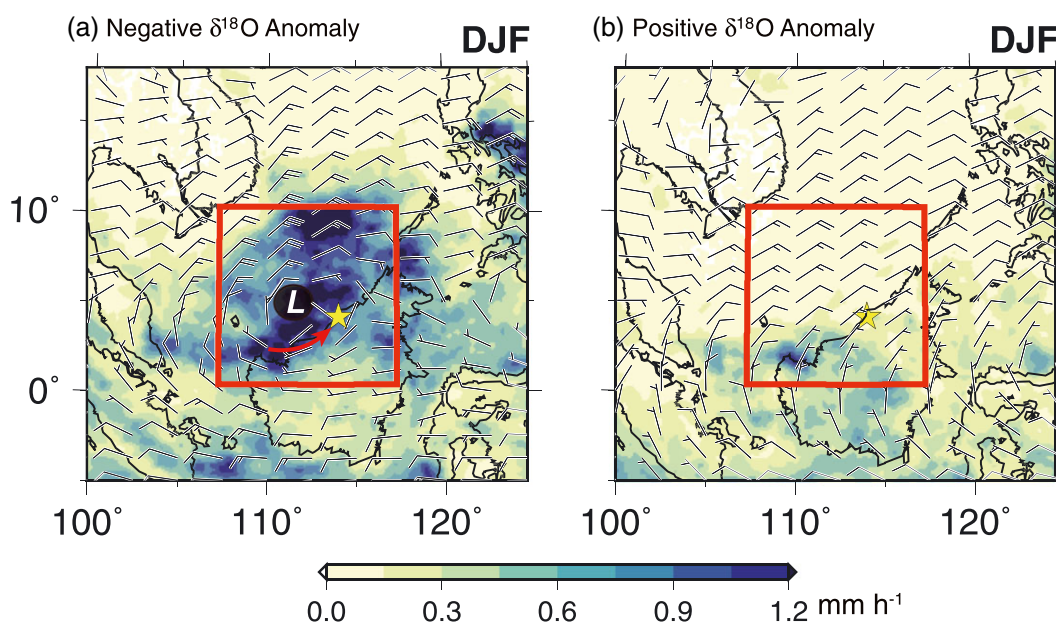 (a) Negative δ¹⁸O Anomaly
DJF
(b) Positive δ¹⁸O Anomaly
DJF
10˚
0˚
L
100˚ 110˚ 120˚
100˚ 110˚ 120˚
0.0 0.3 0.6 0.9 1.2 mm h⁻¹